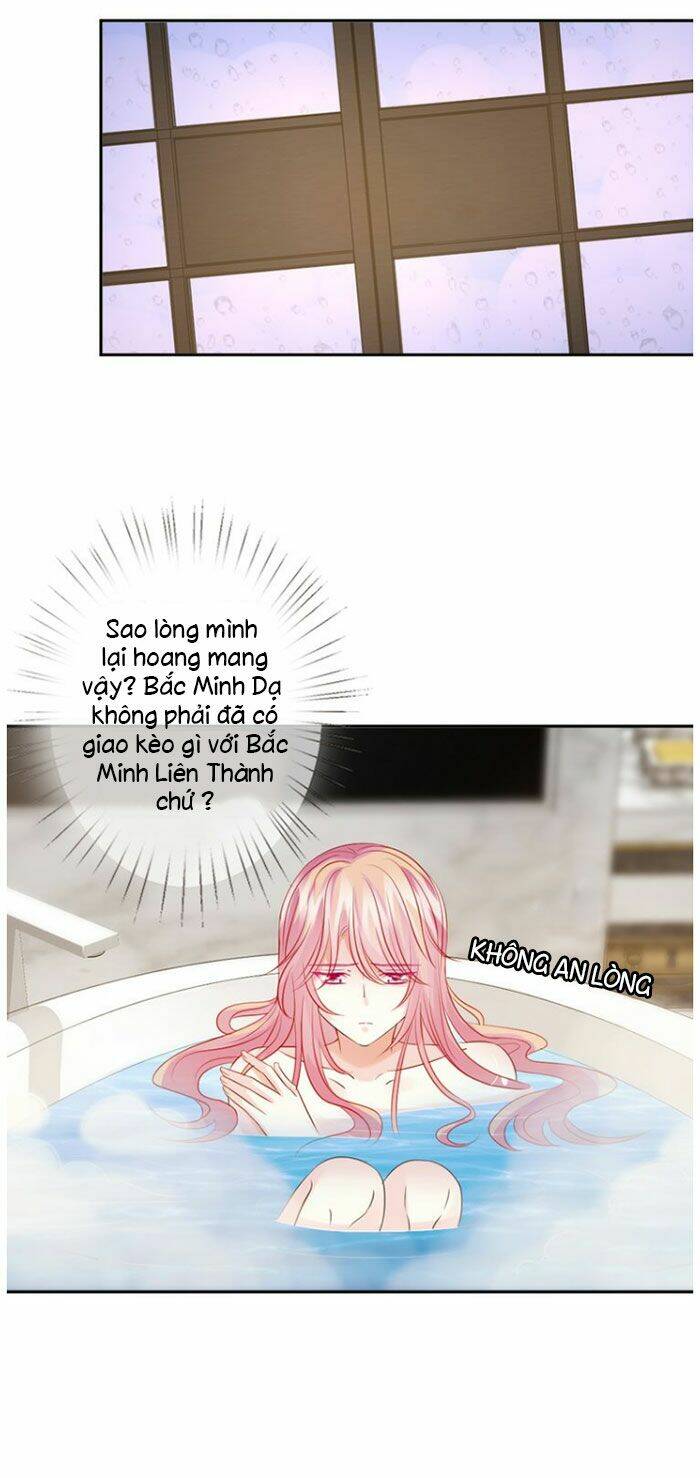 Sao lòng mình
lại hoang mang
vậy? Bắc Minh Dạ
không phải đã có
giao kèo gì với Bắc
Minh Liên Thành
chứ ?
KHÔNG AN LÒNG